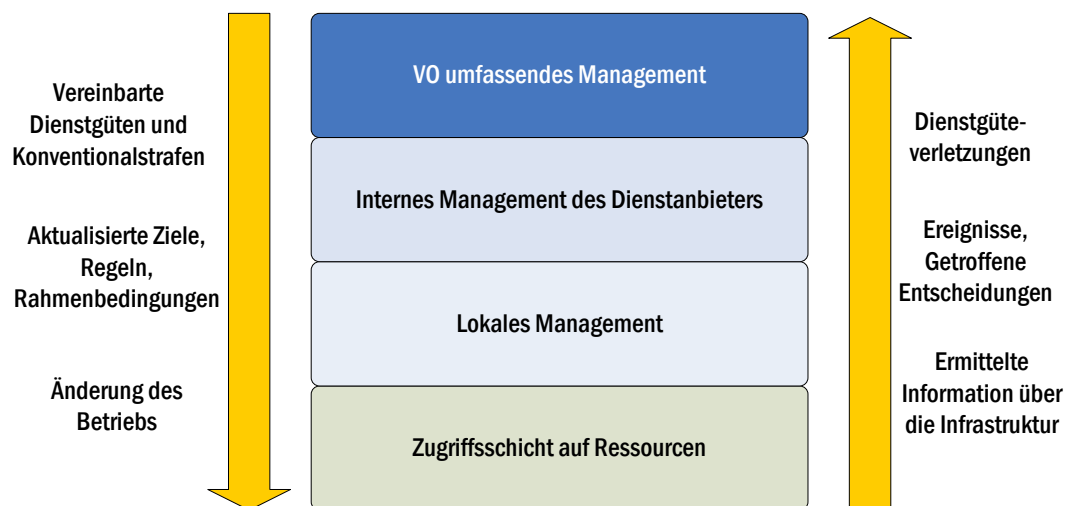 VO umfassendes Management
Internes Management des Dienstanbieters
Lokales Management
Zugriffsschicht auf Ressourcen
Vereinbarte
Dienstgüten und
Konventionalstrafen
Aktualisierte Ziele,
Regeln,
Rahmenbedingungen
Änderung des
Betriebs
Dienstgüte-
verletzungen
Ereignisse,
Getroffene
Entscheidungen
Ermittelte
Information über
die Infrastruktur